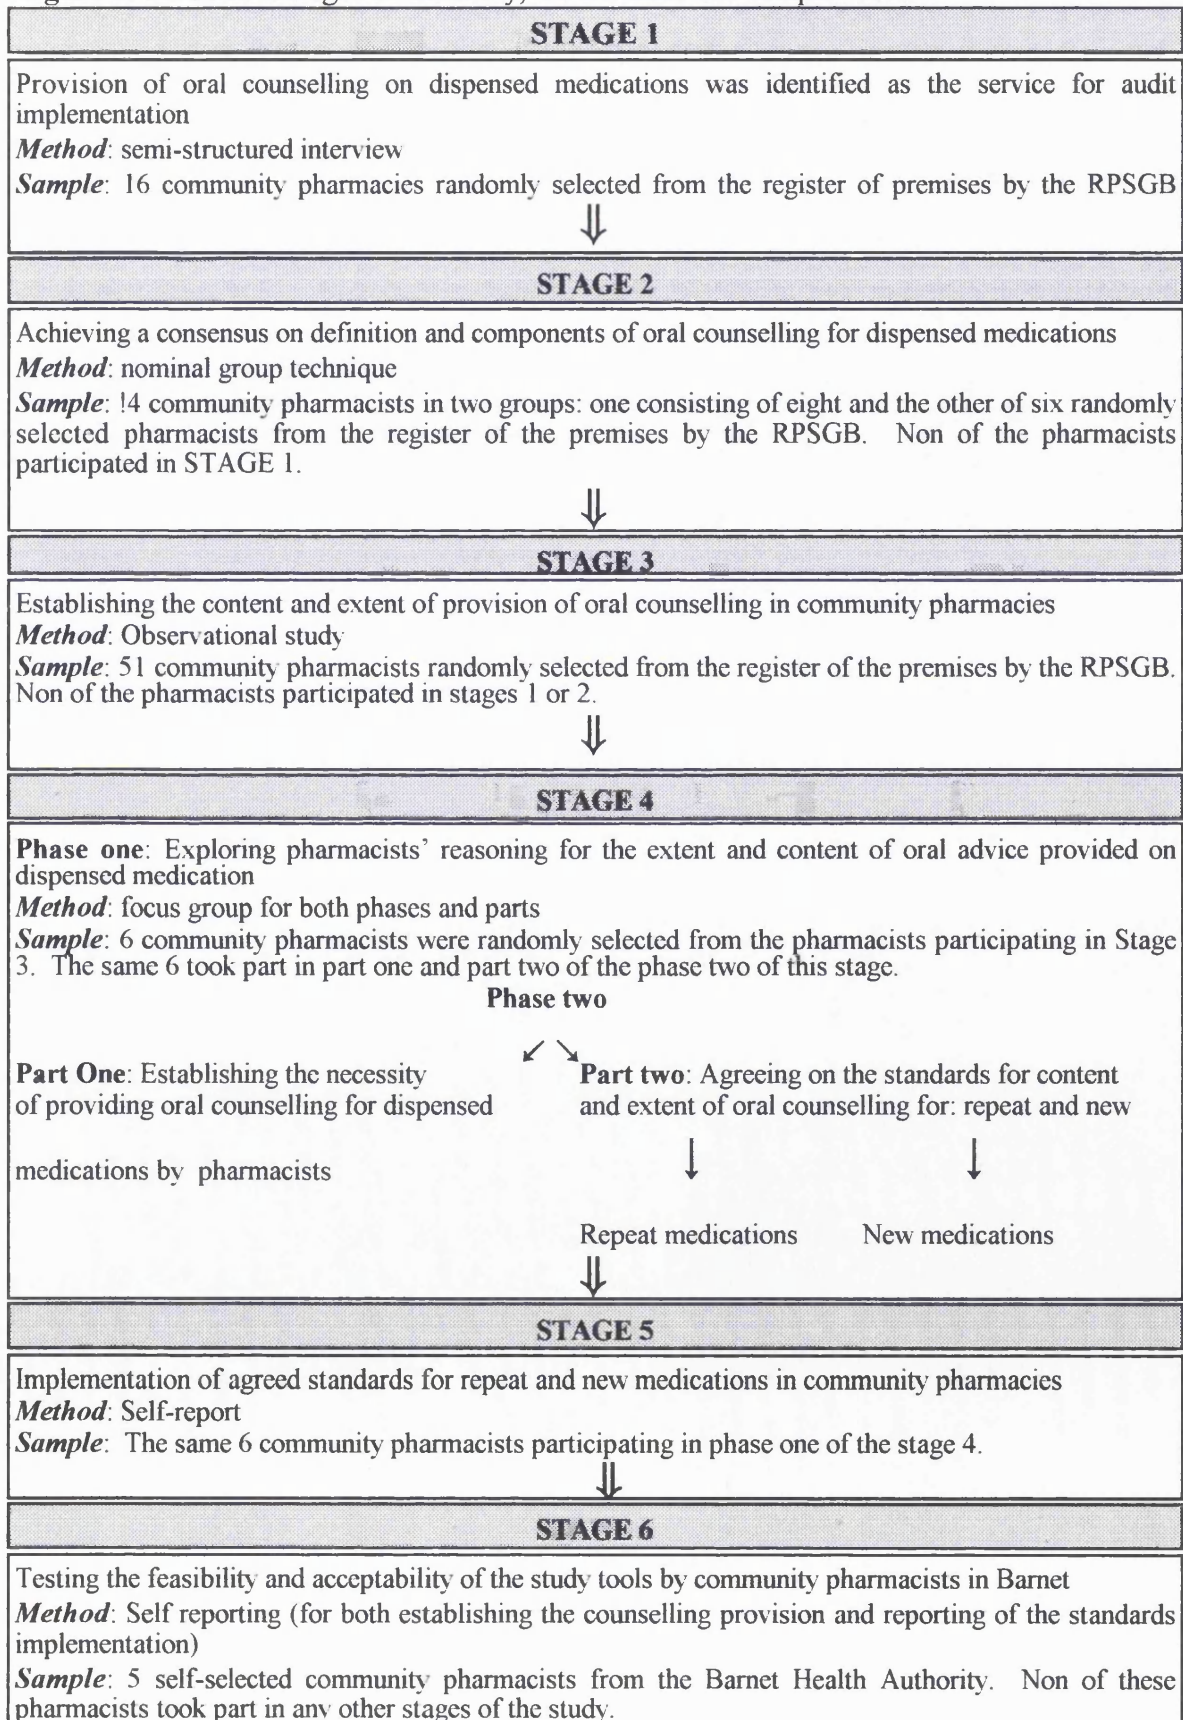 STAGE 1
Provision of oral counselling on dispensed medications was identified as the service for audit
implementation
Method: semi-structured interview
Sample: 16 community pharmacies randomly selected from the register of premises by the RPSGB
⇓
STAGE 2
Achieving a consensus on definition and components of oral counselling for dispensed medications
Method: nominal group technique
Sample: !4 community pharmacists in two groups: one consisting of eight and the other of six randomly
selected pharmacists from the register of the premises by the RPSGB. Non of the pharmacists
participated in STAGE 1.
⇓
STAGE 3
Establishing the content and extent of provision of oral counselling in community pharmacies
Method: Observational study
Sample: 51 community pharmacists randomly selected from the register of the premises by the RPSGB.
Non of the pharmacists participated in stages 1 or 2.
⇓
STAGE 4
Phase one: Exploring pharmacists' reasoning for the extent and content of oral advice provided on
dispensed medication
Method: focus group for both phases and parts
Sample: 6 community pharmacists were randomly selected from the pharmacists participating in Stage
3. The same 6 took part in part one and part two of the phase two of this stage.
Phase two
↙ ↘
Part One: Establishing the necessity
of providing oral counselling for dispensed
medications by pharmacists
Part two: Agreeing on the standards for content
and extent of oral counselling for: repeat and new
↓ ↓
Repeat medications New medications
⇓
STAGE 5
Implementation of agreed standards for repeat and new medications in community pharmacies
Method: Self-report
Sample: The same 6 community pharmacists participating in phase one of the stage 4.
⇓
STAGE 6
Testing the feasibility and acceptability of the study tools by community pharmacists in Barnet
Method: Self reporting (for both establishing the counselling provision and reporting of the standards
implementation)
Sample: 5 self-selected community pharmacists from the Barnet Health Authority. Non of these
pharmacists took part in any other stages of the study.